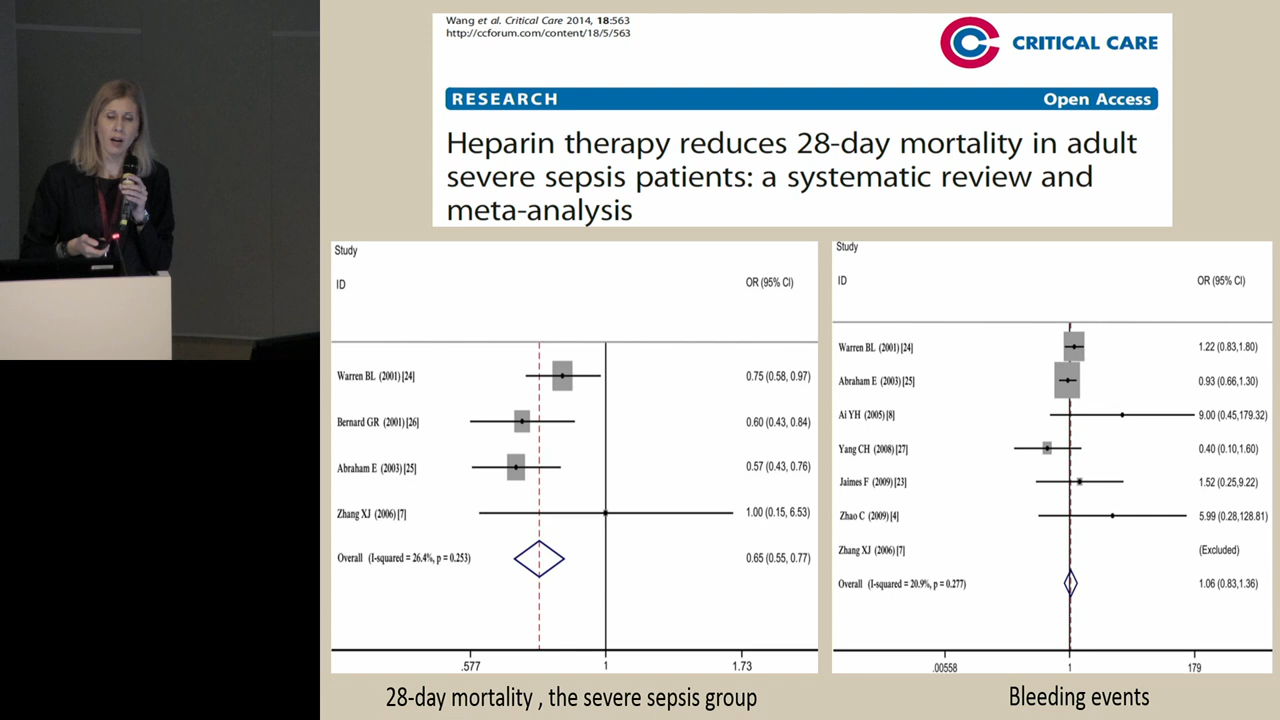 Wang et al. Critical Care 2014, 18:563
http://ccforum.com/content/18/5/563
CRITICAL CARE
RESEARCH Open Access
Heparin therapy reduces 28-day mortality in adult
severe sepsis patients: a systematic review and
meta-analysis
Study
ID OR (95% CI)
Warren BL (2001) [24] 0.75 (0.58, 0.97)
Bernard GR (2001) [26] 0.60 (0.43, 0.84)
Abraham E (2003) [25] 0.57 (0.43, 0.76)
Zhang XJ (2006) [7] 1.00 (0.15, 6.53)
Overall (I-squared = 26.4%, p = 0.253) 0.65 (0.55, 0.77)
.577 1 1.73
28-day mortality , the severe sepsis group
Study
ID OR (95% CI)
Warren BL (2001) [24] 1.22 (0.83,1.80)
Abraham E (2003) [25] 0.93 (0.66,1.30)
Ai YH (2005) [8] 9.00 (0.45,179.32)
Yang CH (2008) [27] 0.40 (0.10,1.60)
Jaimes F (2009) [23] 1.52 (0.25,9.22)
Zhao C (2009) [4] 5.99 (0.28,128.81)
Zhang XJ (2006) [7] (Excluded)
Overall (I-squared = 20.9%, p = 0.277) 1.06 (0.83,1.36)
.00558 1 179
Bleeding events